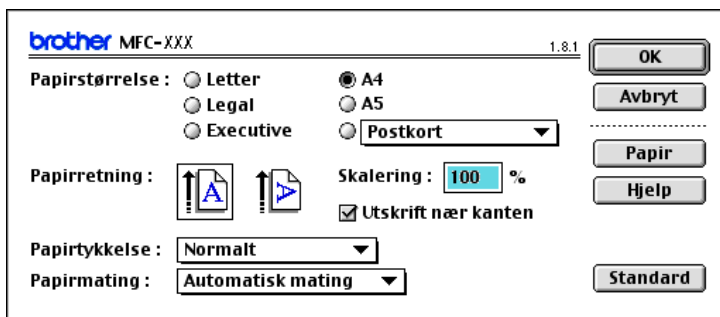 brother MFC-XXX 1.8.1
OK
Papirstørrelse : Letter A4
Avbryt
Legal A5
Executive Postkort
Papir
Papirretning : A A Skalering : 100 %
Hjelp
Utskrift nær kanten
Papirtykkelse : Normalt
Papirmating : Automatisk mating Standard